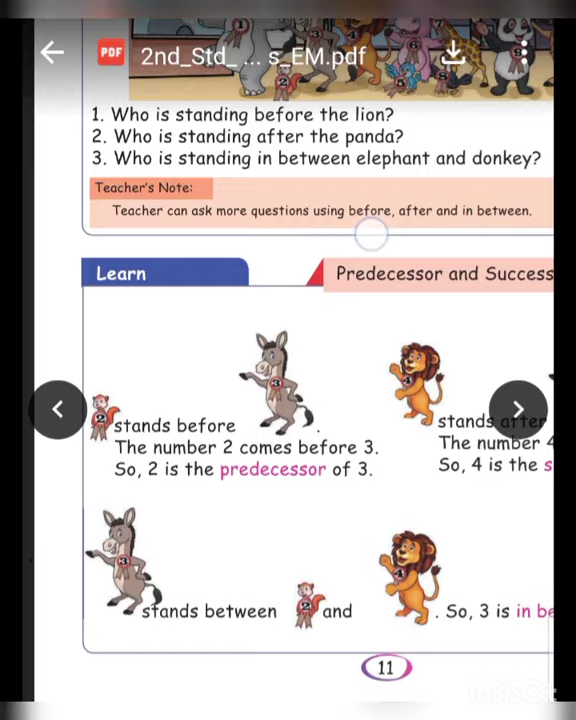 PDF 2nd_Std_ ... s_EM.pdf
1. Who is standing before the lion?
2. Who is standing after the panda?
3. Who is standing in between elephant and donkey?
Teacher's Note:
Teacher can ask more questions using before, after and in between.
Learn
Predecessor and Success
stands before .
The number 2 comes before 3.
So, 2 is the predecessor of 3.
stands after
The number 4
So, 4 is the s
stands between and . So, 3 is in be
11